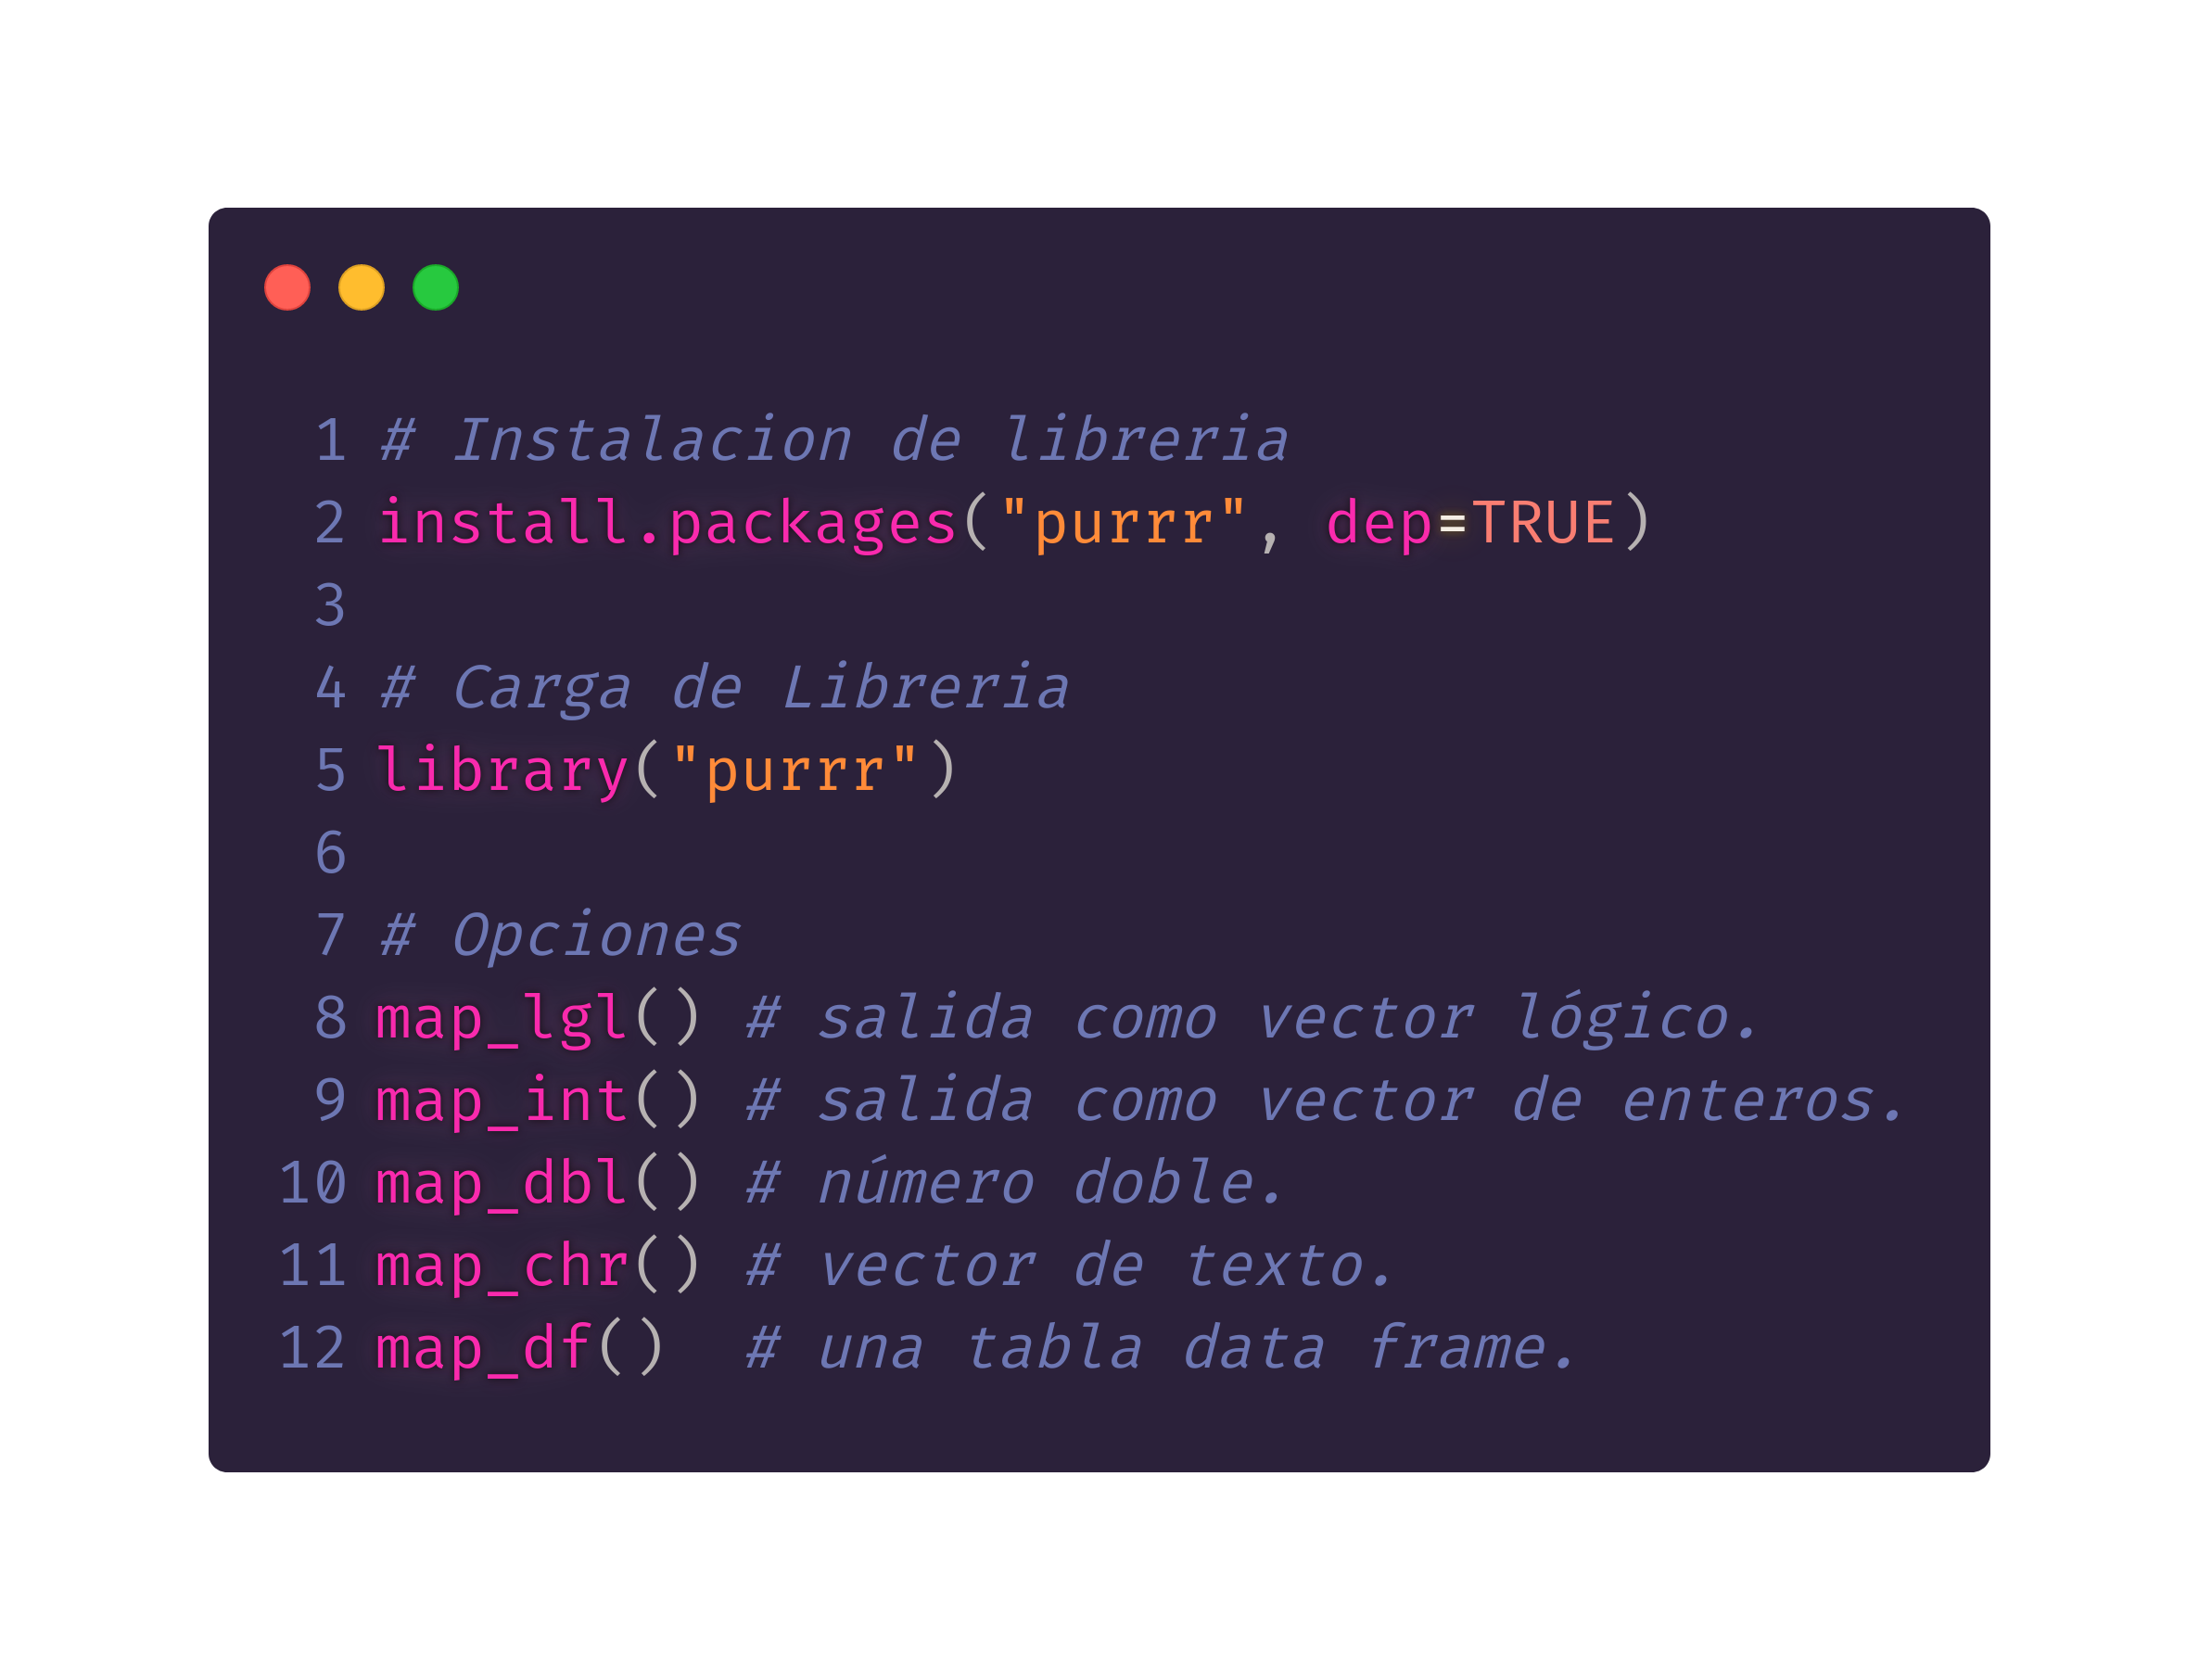 1 # Instalacion de libreria
2 install.packages("purrr", dep=TRUE)
3
4 # Carga de Libreria
5 library("purrr")
6
7 # Opciones
8 map_lgl() # salida como vector lógico.
9 map_int() # salida como vector de enteros.
10 map_dbl() # número doble.
11 map_chr() # vector de texto.
12 map_df()  # una tabla data frame.